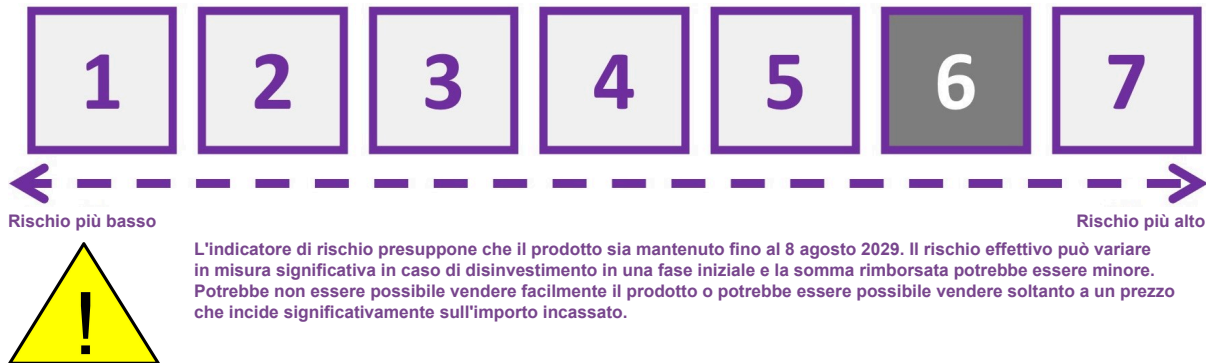 1 2 3 4 5 6 7
Rischio più basso Rischio più alto
L'indicatore di rischio presuppone che il prodotto sia mantenuto fino al 8 agosto 2029. Il rischio effettivo può variare
in misura significativa in caso di disinvestimento in una fase iniziale e la somma rimborsata potrebbe essere minore.
Potrebbe non essere possibile vendere facilmente il prodotto o potrebbe essere possibile vendere soltanto a un prezzo
che incide significativamente sull'importo incassato.
!